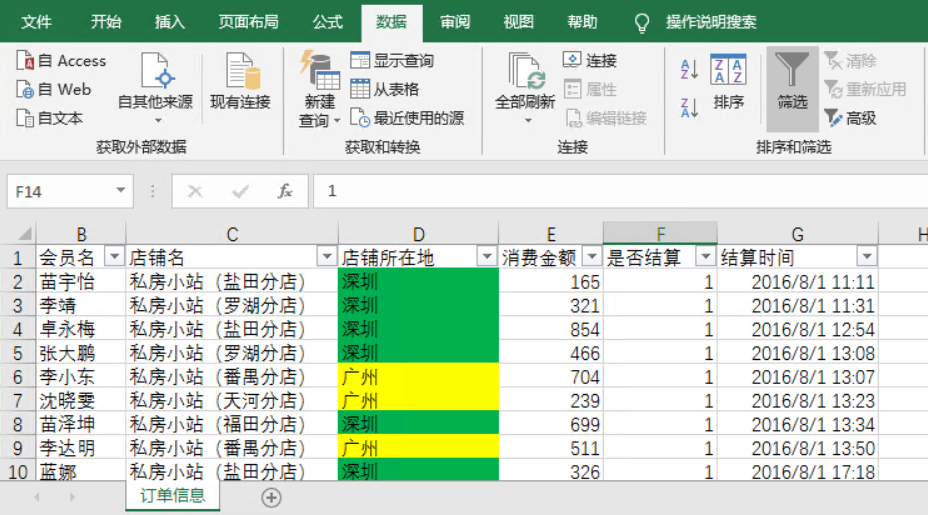 文件 开始 插入 页面布局 公式 数据 审阅 视图 帮助 操作说明搜索
自 Access
自 Web
自文本
自其他来源
现有连接
获取外部数据
新建
查询
显示查询
从表格
最近使用的源
获取和转换
全部刷新
连接
属性
编辑链接
连接
排序
筛选
清除
重新应用
高级
排序和筛选
F14 fx 1
B C D E F G H
1 会员名 店铺名 店铺所在地 消费金额 是否结算 结算时间
2 苗宇怡 私房小站（盐田分店） 深圳 165 1 2016/8/1 11:11
3 李靖 私房小站（罗湖分店） 深圳 321 1 2016/8/1 11:31
4 卓永梅 私房小站（盐田分店） 深圳 854 1 2016/8/1 12:54
5 张大鹏 私房小站（罗湖分店） 深圳 466 1 2016/8/1 13:08
6 李小东 私房小站（番禺分店） 广州 704 1 2016/8/1 13:07
7 沈晓雯 私房小站（天河分店） 广州 239 1 2016/8/1 13:23
8 苗泽坤 私房小站（福田分店） 深圳 699 1 2016/8/1 13:34
9 李达明 私房小站（番禺分店） 广州 511 1 2016/8/1 13:50
10 蓝娜 私房小站（盐田分店） 深圳 326 1 2016/8/1 17:18
订单信息